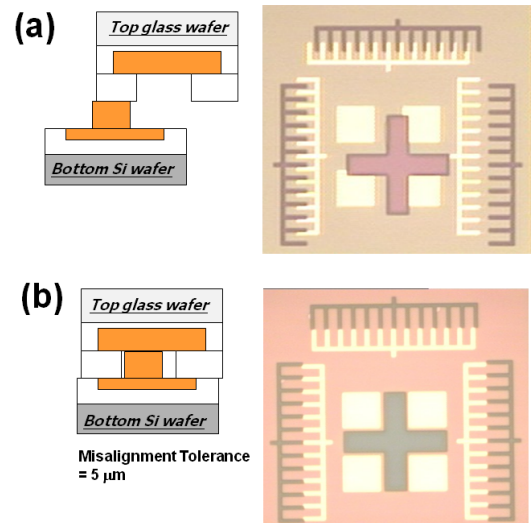 (a)
Top glass wafer
Bottom Si wafer
(b)
Top glass wafer
Bottom Si wafer
Misalignment Tolerance
= 5 μm